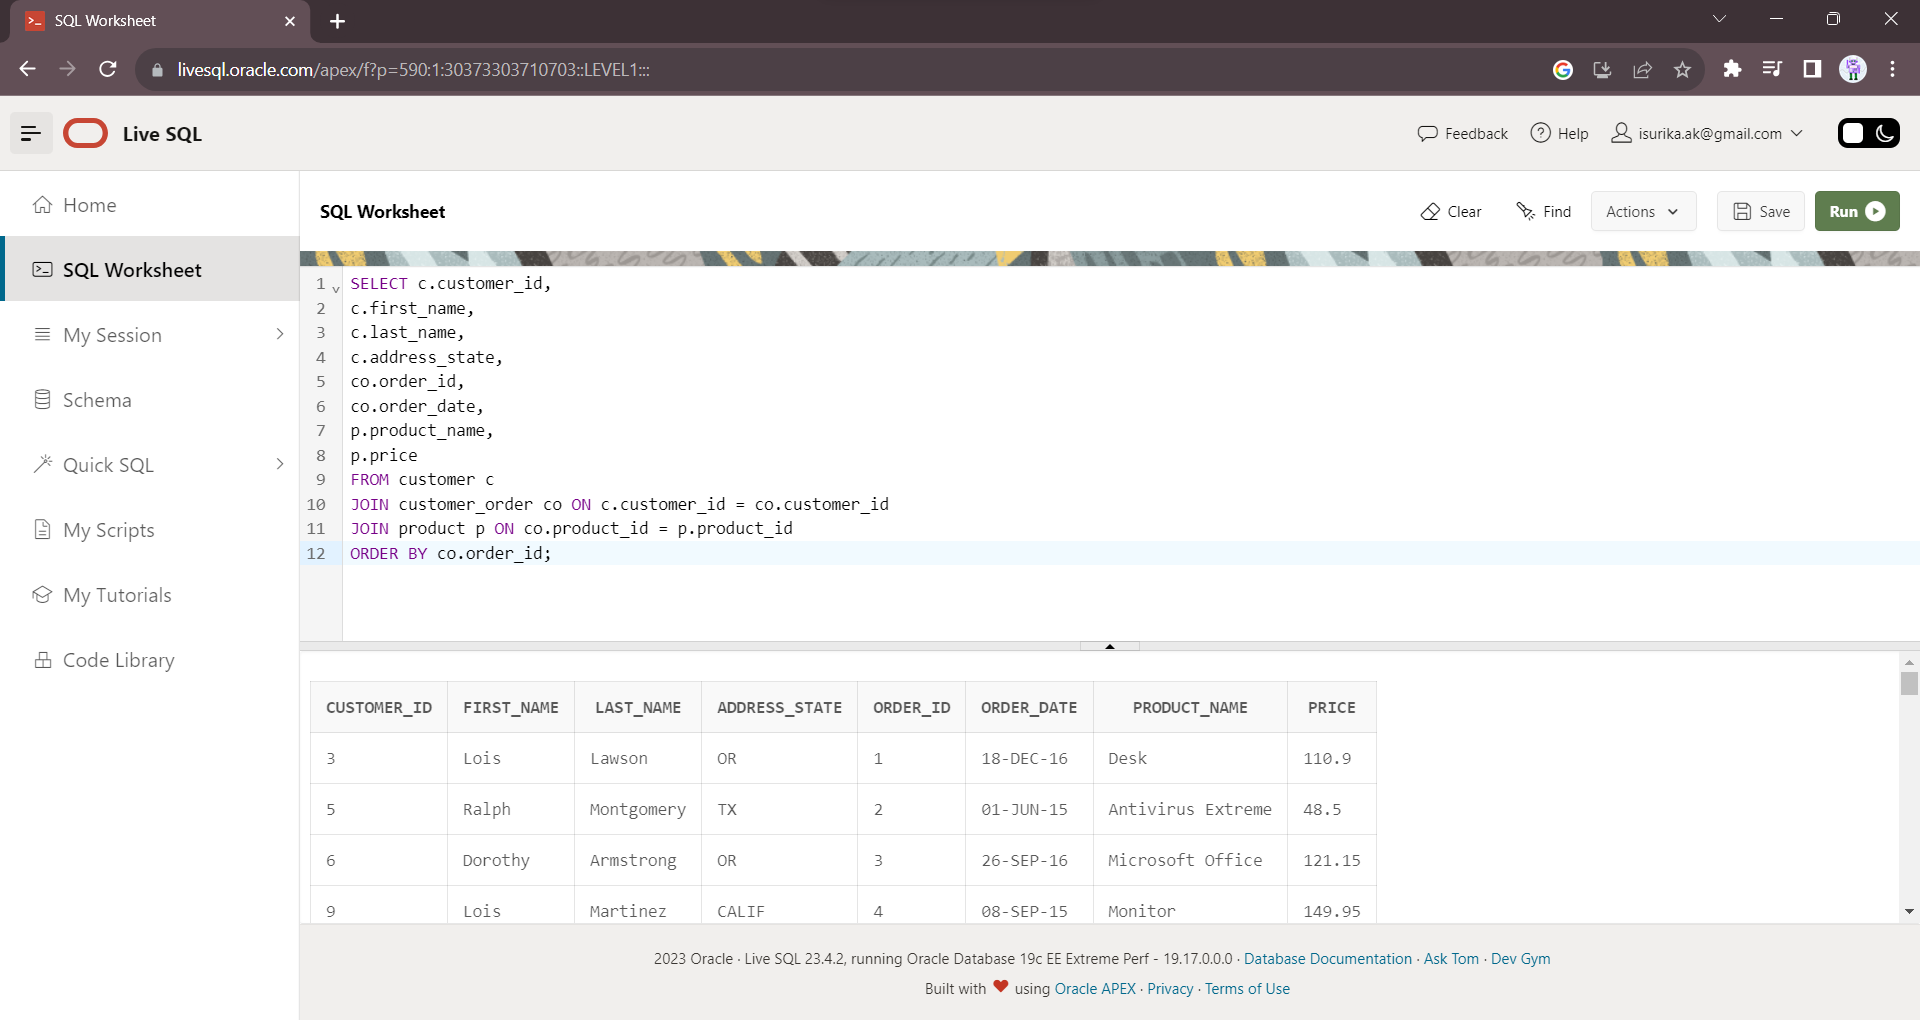 SQL Worksheet
livesql.oracle.com/apex/f?p=590:1:30373303710703::LEVEL1:::
Live SQL
Feedback
Help
isurika.ak@gmail.com
Home
SQL Worksheet
My Session
Schema
Quick SQL
My Scripts
My Tutorials
Code Library
SQL Worksheet
Clear
Find
Actions
Save
Run
1 SELECT c.customer_id,
2 c.first_name,
3 c.last_name,
4 c.address_state,
5 co.order_id,
6 co.order_date,
7 p.product_name,
8 p.price
9 FROM customer c
10 JOIN customer_order co ON c.customer_id = co.customer_id
11 JOIN product p ON co.product_id = p.product_id
12 ORDER BY co.order_id;
CUSTOMER_ID FIRST_NAME LAST_NAME ADDRESS_STATE ORDER_ID ORDER_DATE PRODUCT_NAME PRICE
3 Lois Lawson OR 1 18-DEC-16 Desk 110.9
5 Ralph Montgomery TX 2 01-JUN-15 Antivirus Extreme 48.5
6 Dorothy Armstrong OR 3 26-SEP-16 Microsoft Office 121.15
9 Lois Martinez CALIF 4 08-SEP-15 Monitor 149.95
2023 Oracle · Live SQL 23.4.2, running Oracle Database 19c EE Extreme Perf - 19.17.0.0.0 · Database Documentation · Ask Tom · Dev Gym
Built with ❤ using Oracle APEX · Privacy · Terms of Use